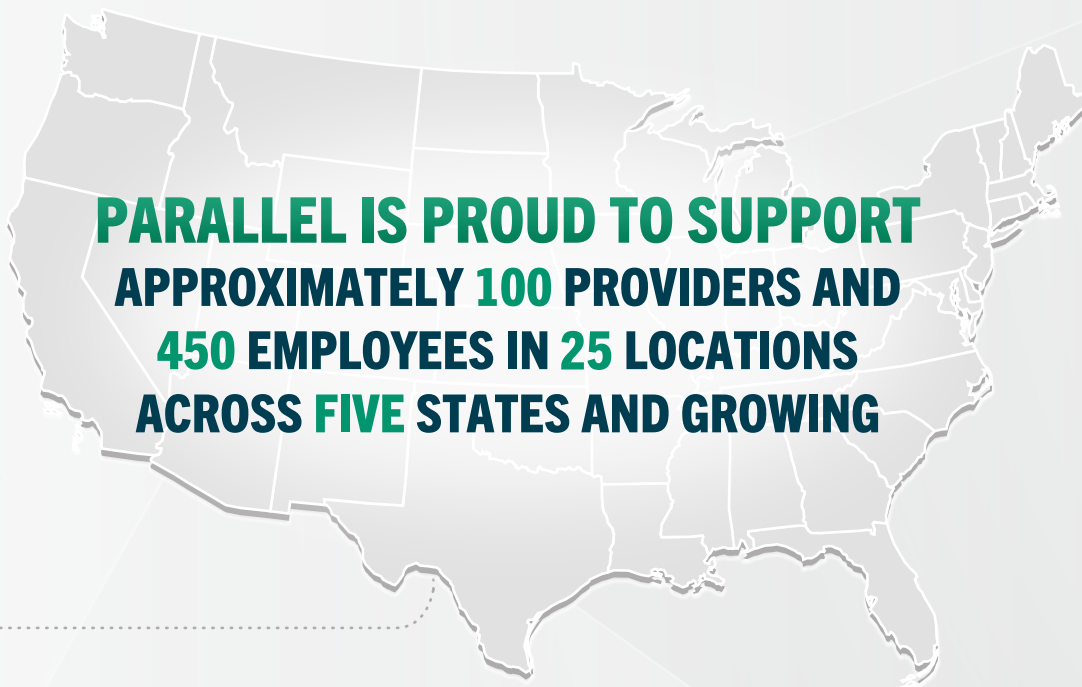 PARALLEL IS PROUD TO SUPPORT
APPROXIMATELY 100 PROVIDERS AND
450 EMPLOYEES IN 25 LOCATIONS
ACROSS FIVE STATES AND GROWING